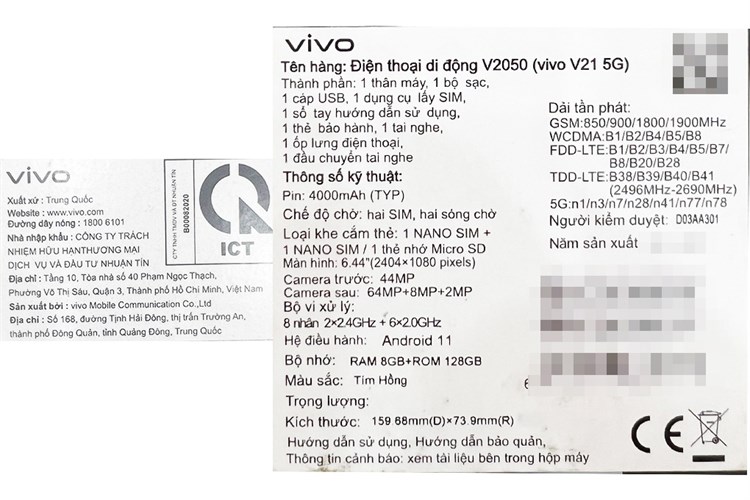 vivo
Xuất xứ : Trung Quốc
Website : www.vivo.com
Đường dây nóng : 1800 6101
Nhà nhập khẩu : CÔNG TY TRÁCH
NHIỆM HỮU HẠNTHƯƠNG MẠI
DỊCH VỤ VÀ ĐẦU TƯ NHUẬN TÍN
Địa chỉ : Tầng 10, Tòa nhà số 40 Phạm Ngọc Thạch,
Phường Võ Thị Sáu, Quận 3, Thành phố Hồ Chí Minh, Việt Nam
Sản xuất bởi : vivo Mobile Communication Co.,Ltd
Địa chỉ : Số 168, đường Tịnh Hải Đông, thị trấn Trường An,
thành phố Đông Quản, tỉnh Quảng Đông, Trung Quốc
CTY TNHH TMDV VÀ ĐT NHUẬN TÍN
B00082020
ICT
vivo
Tên hàng: Điện thoại di động V2050 (vivo V21 5G)
Thành phần: 1 thân máy, 1 bộ sạc,
1 cáp USB, 1 dụng cụ lấy SIM,
1 số tay hướng dẫn sử dụng,
1 thẻ bảo hành, 1 tai nghe,
1 ốp lưng điện thoại,
1 đầu chuyển tai nghe
Thông số kỹ thuật:
Pin: 4000mAh (TYP)
Chế độ chờ: hai SIM, hai sóng chờ
Loại khe cắm thẻ: 1 NANO SIM +
1 NANO SIM / 1 thẻ nhớ Micro SD
Màn hình: 6.44"(2404×1080 pixels)
Camera trước: 44MP
Camera sau: 64MP+8MP+2MP
Bộ vi xử lý:
8 nhân 2×2.4GHz + 6×2.0GHz
Hệ điều hành: Android 11
Bộ nhớ: RAM 8GB+ROM 128GB
Màu sắc: Tím Hồng
Trọng lượng:
Kích thước: 159.68mm(D)×73.9mm(R)
Hướng dẫn sử dụng, Hướng dẫn bảo quản,
Thông tin cảnh báo: xem tài liệu bên trong hộp máy
Dải tần phát:
GSM:850/900/1800/1900MHz
WCDMA: B1/B2/B4/B5/B8
FDD-LTE:B1/B2/B3/B4/B5/B7/
B8/B20/B28
TDD-LTE: B38/B39/B40/B41
(2496MHz-2690MHz)
5G:n1/n3/n7/n28/n41/n77/n78
Người kiểm duyệt: D03AA301
Năm sản xuất
CE